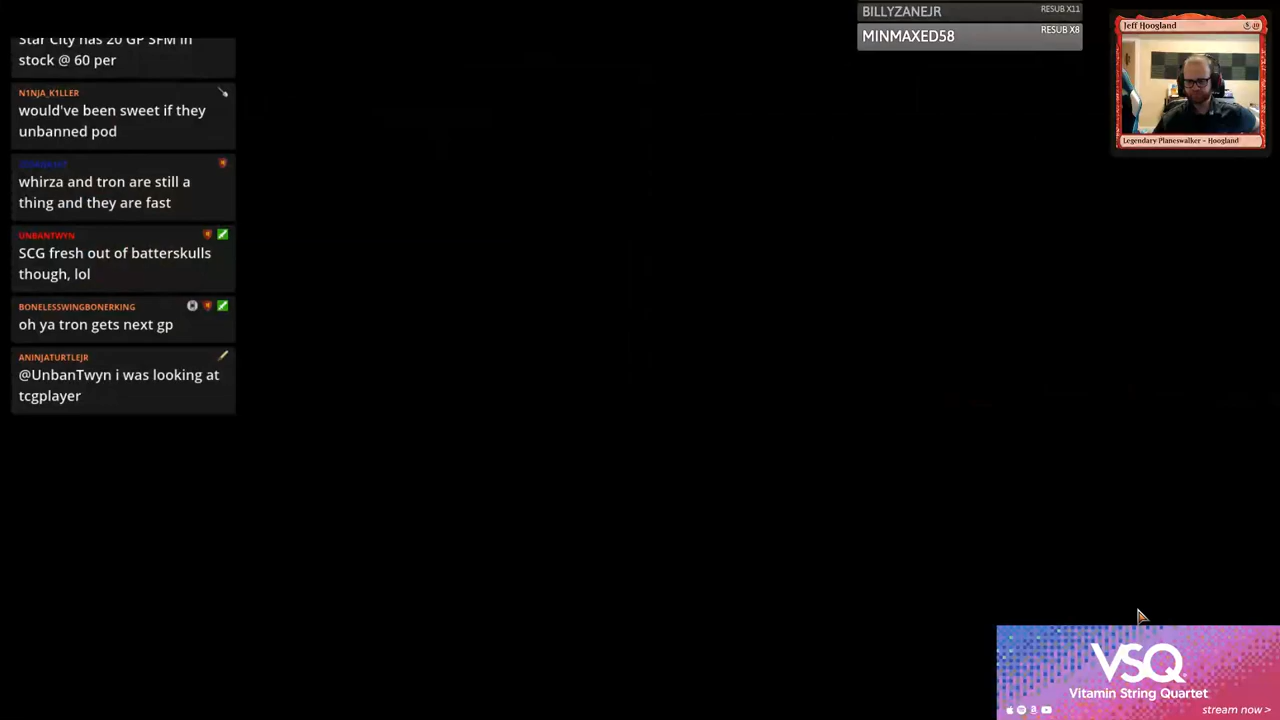 Star City has 20 GP SFM in
stock @ 60 per
N1NJA_K1LLER
would've been sweet if they
unbanned pod
whirza and tron are still a
thing and they are fast
UNBANTWYN
SCG fresh out of batterskulls
though, lol
BONELESSWINGBONERKING
oh ya tron gets next gp
ANINJATURTLEJR
@UnbanTwyn i was looking at
tcgplayer
BILLYZANEJR RESUB X11
MINMAXED58 RESUB X8
Jeff Hoogland
Legendary Planeswalker - Hoogland
VSQ
Vitamin String Quartet
stream now >